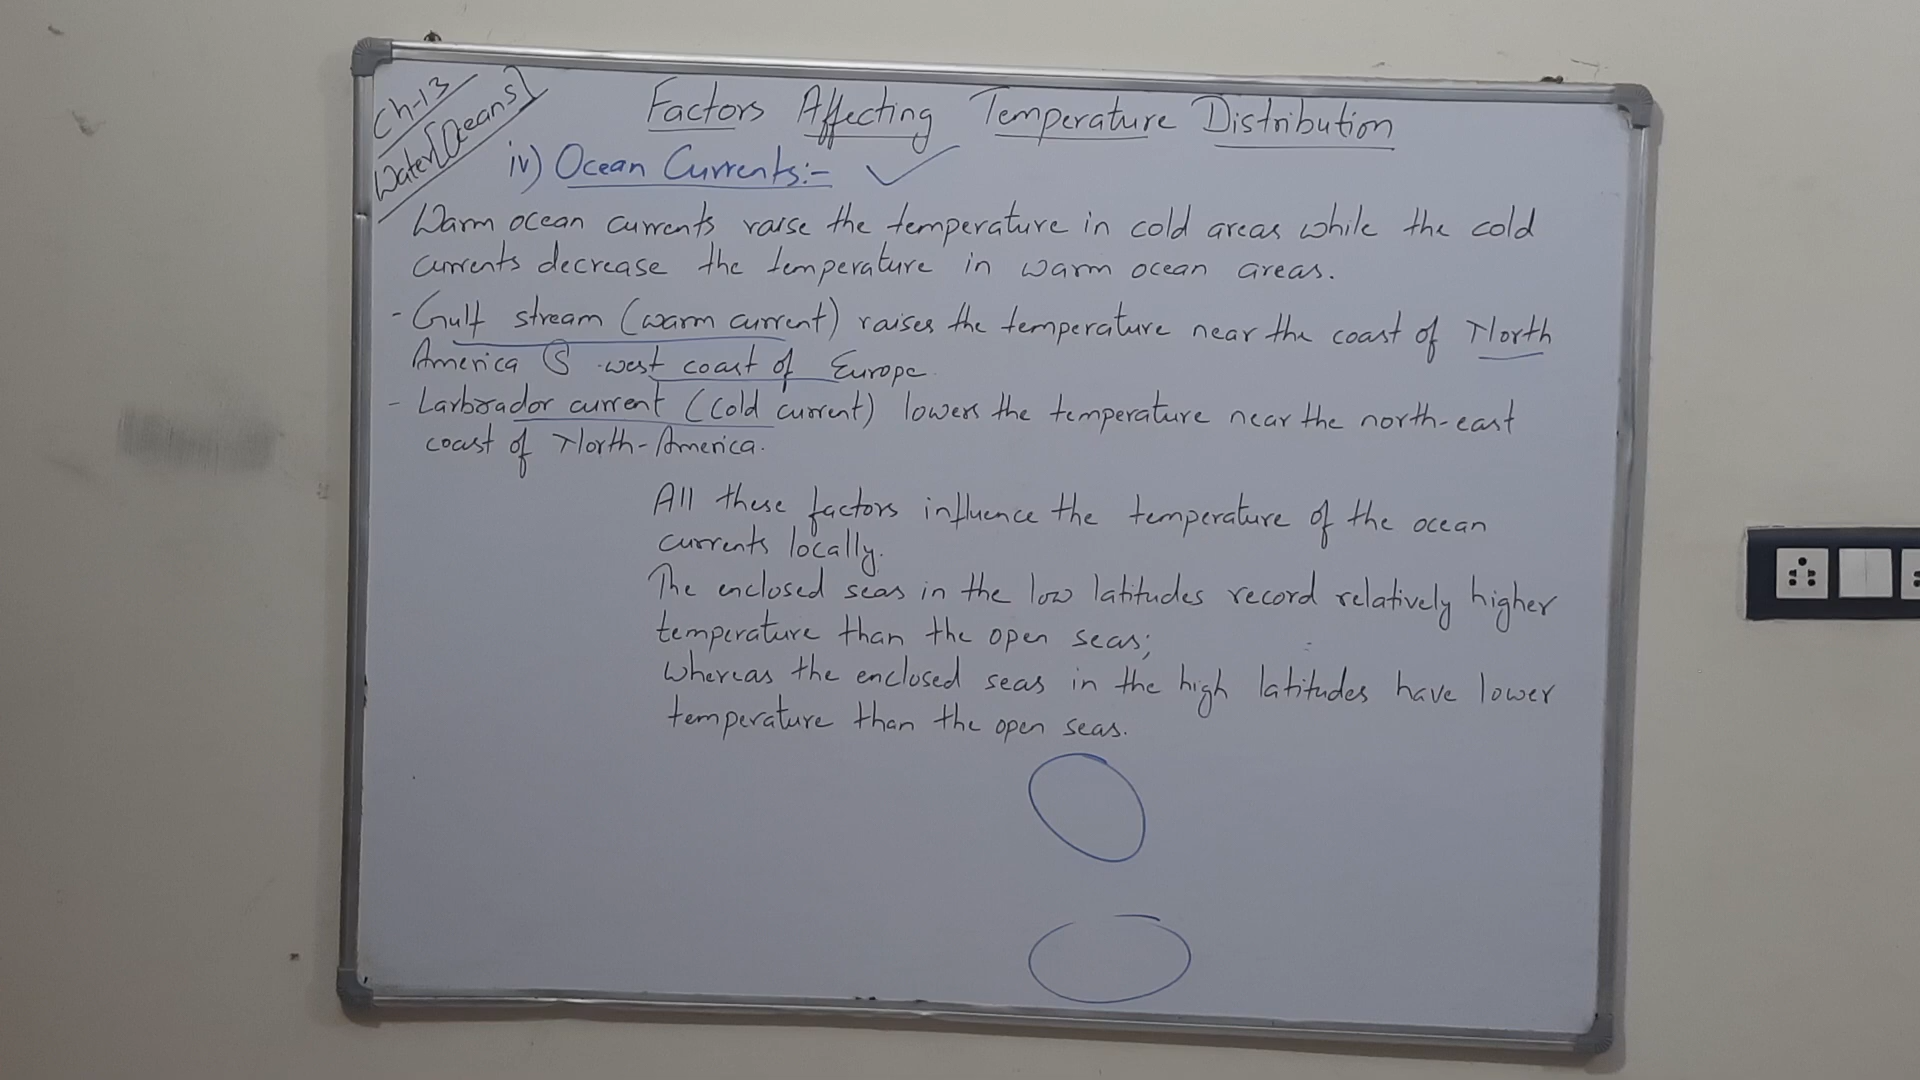 Ch-13
Water[Oceans]
Factors Affecting Temperature Distribution
iv) Ocean Currents:-
Warm ocean currents raise the temperature in cold areas while the cold
currents decrease the temperature in warm ocean areas.
- Gulf stream (warm current) raises the temperature near the coast of North
America & west coast of Europe.
- Larbrador current (Cold current) lowers the temperature near the north-east
coast of North-America.
All these factors influence the temperature of the ocean
currents locally.
The enclosed seas in the low latitudes record relatively higher
temperature than the open seas;
Whereas the enclosed seas in the high latitudes have lower
temperature than the open seas.